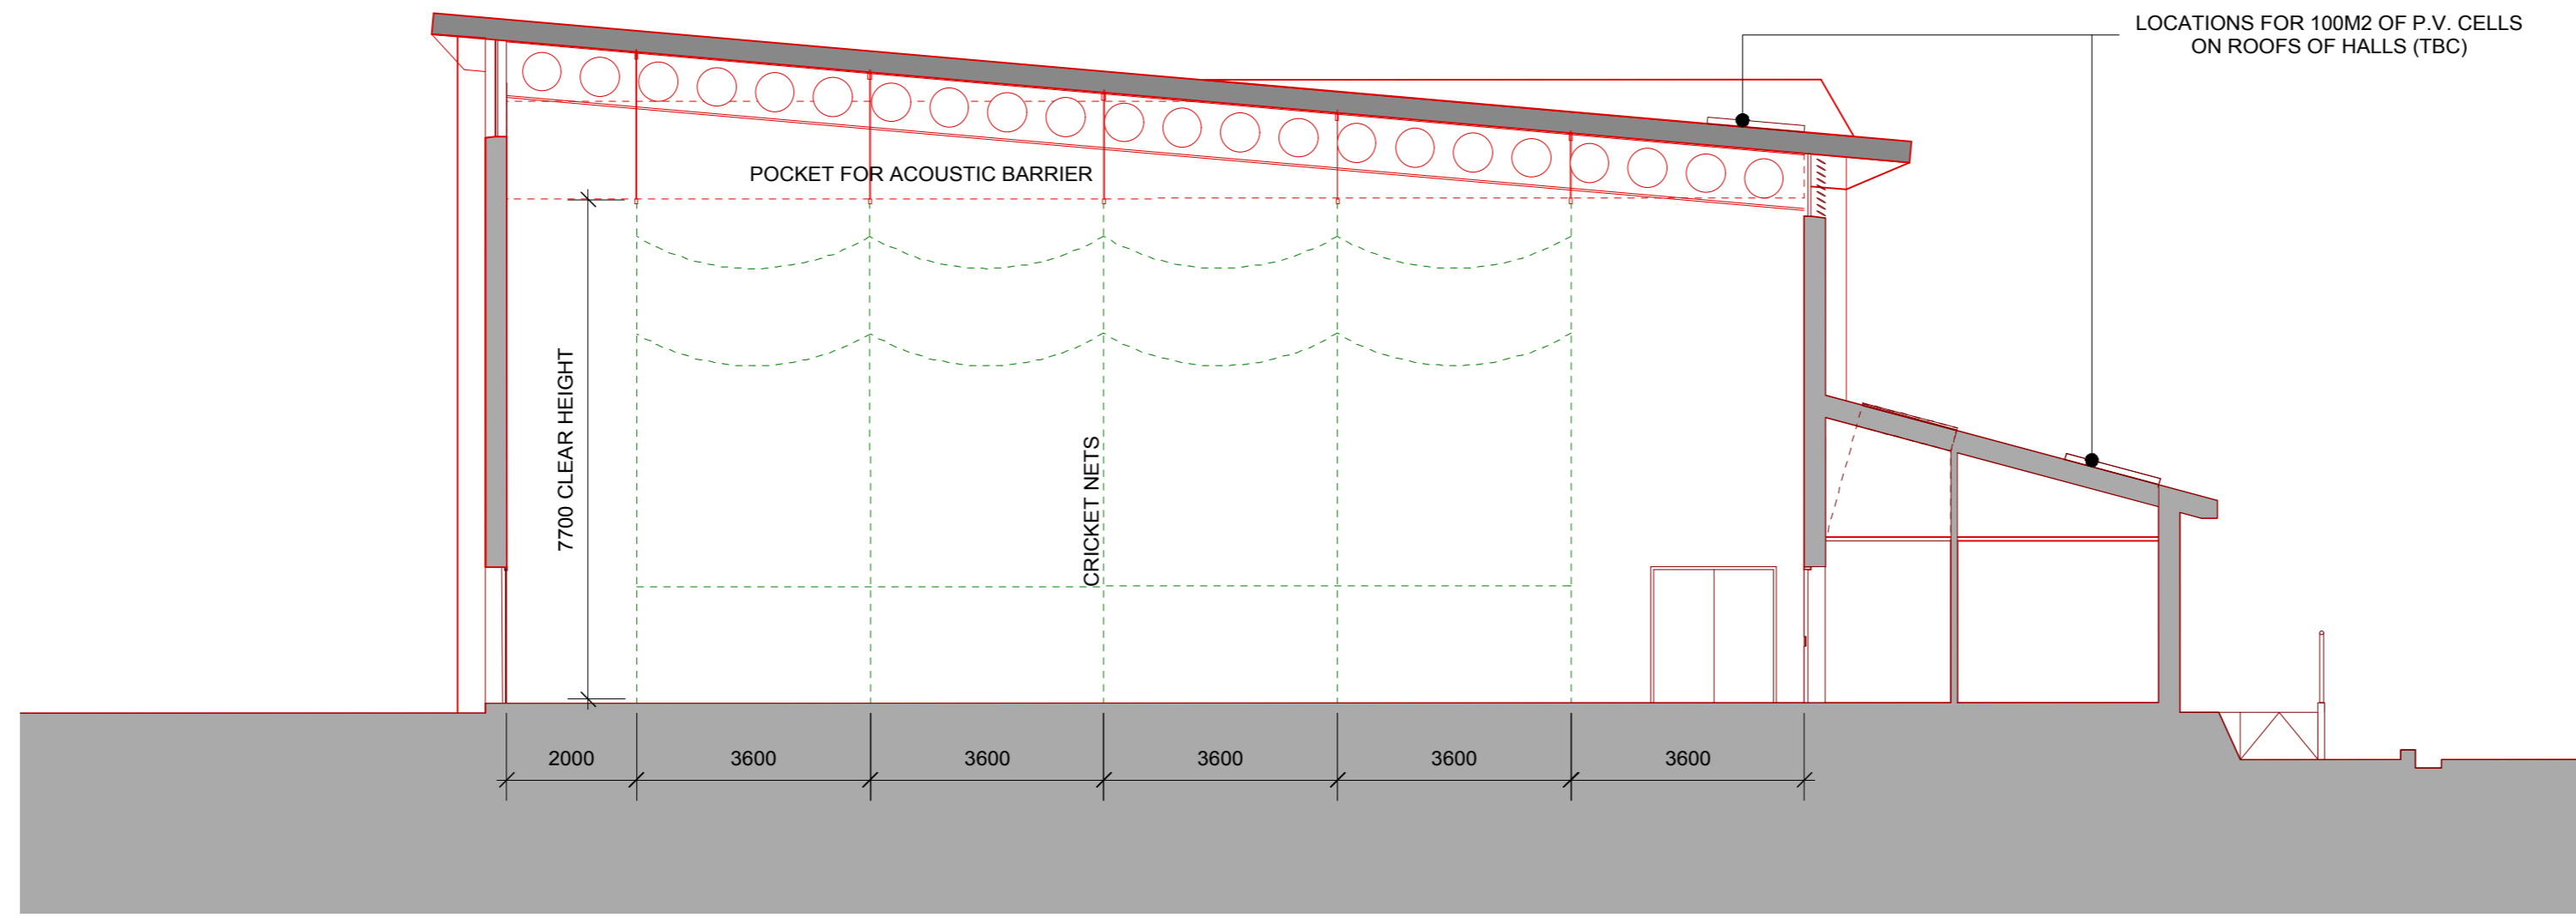 LOCATIONS FOR 100M2 OF P.V. CELLS
ON ROOFS OF HALLS (TBC)
POCKET FOR ACOUSTIC BARRIER
7700 CLEAR HEIGHT
CRICKET NETS
2000
3600
3600
3600
3600
3600